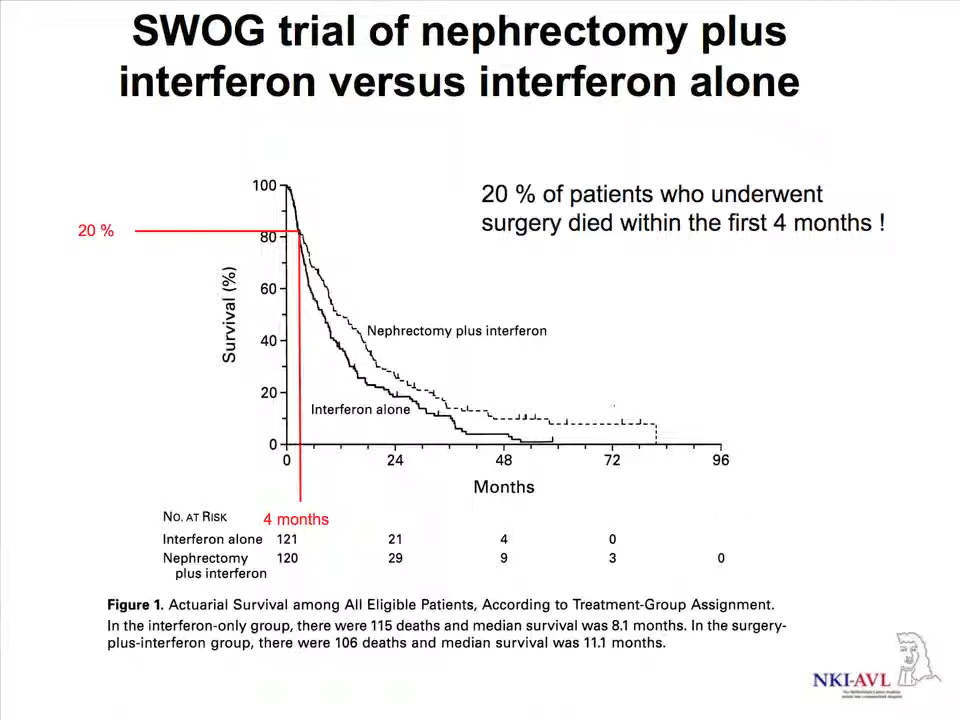 SWOG trial of nephrectomy plus
interferon versus interferon alone
20 % of patients who underwent
surgery died within the first 4 months !
20 %
100
80
60
40
20
0
Survival (%)
Nephrectomy plus interferon
Interferon alone
0 24 48 72 96
Months
No. at Risk
4 months
Interferon alone 121 21 4 0
Nephrectomy 120 29 9 3 0
plus interferon
Figure 1. Actuarial Survival among All Eligible Patients, According to Treatment-Group Assignment.
In the interferon-only group, there were 115 deaths and median survival was 8.1 months. In the surgery-
plus-interferon group, there were 106 deaths and median survival was 11.1 months.
NKI-AVL